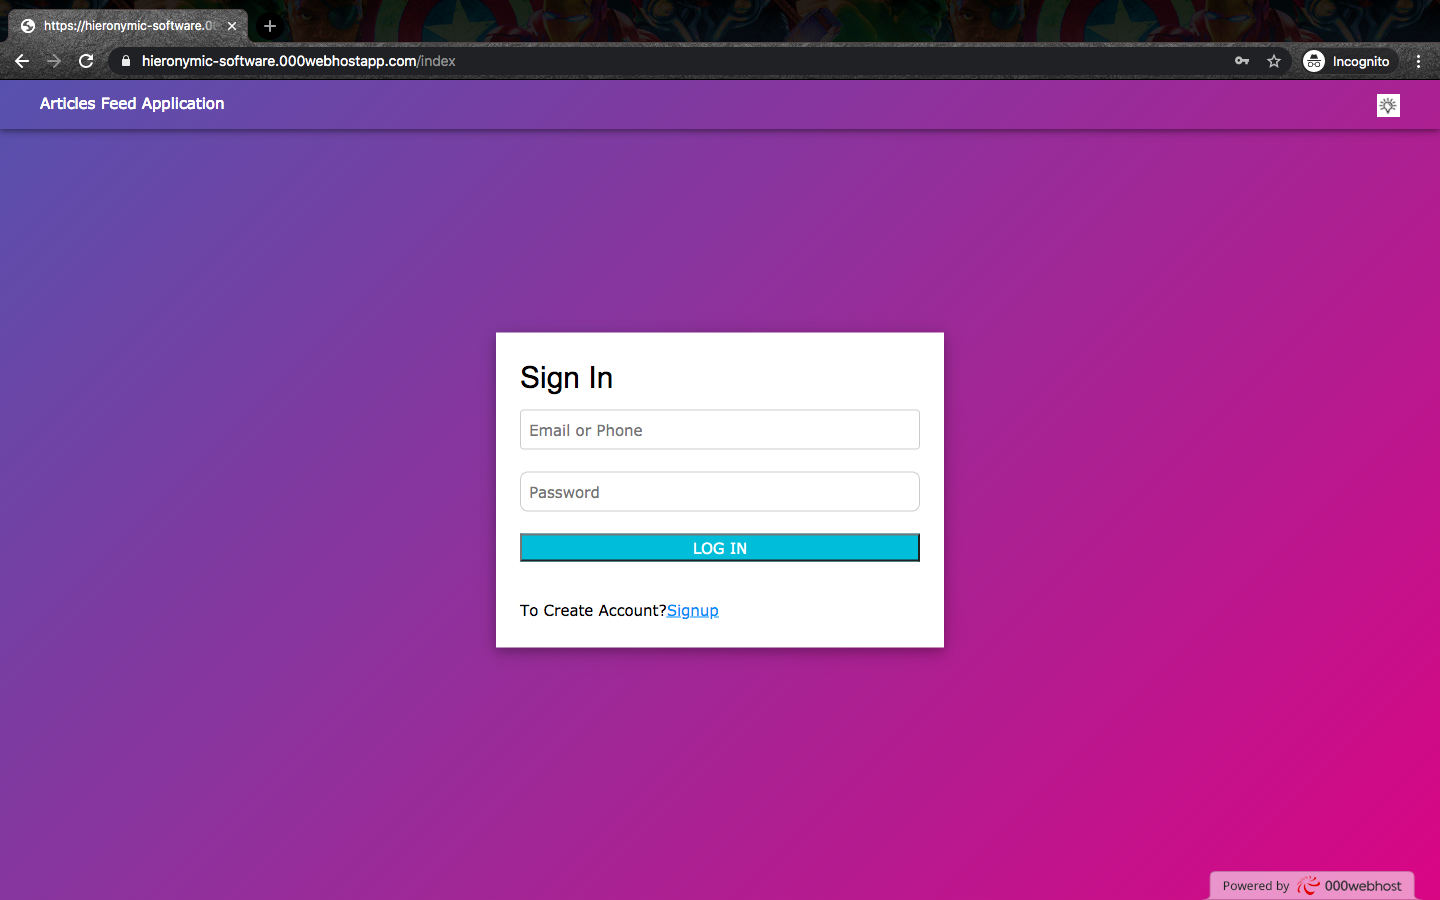 https://hieronymic-software.0
hieronymic-software.000webhostapp.com/index
Incognito
Articles Feed Application
Sign In
Email or Phone
Password
LOG IN
To Create Account?Signup
Powered by 000webhost